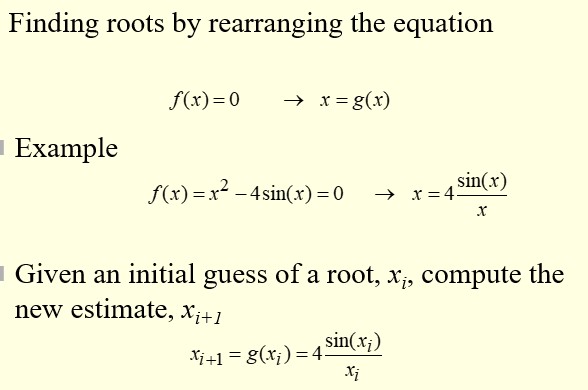 Finding roots by rearranging the equation
f(x)=0 → x = g(x)
Example
f(x) = x² – 4sin(x) = 0 → x = 4 sin(x)/x
Given an initial guess of a root, xᵢ, compute the
new estimate, xᵢ₊₁
xᵢ₊₁ = g(xᵢ) = 4 sin(xᵢ)/xᵢ